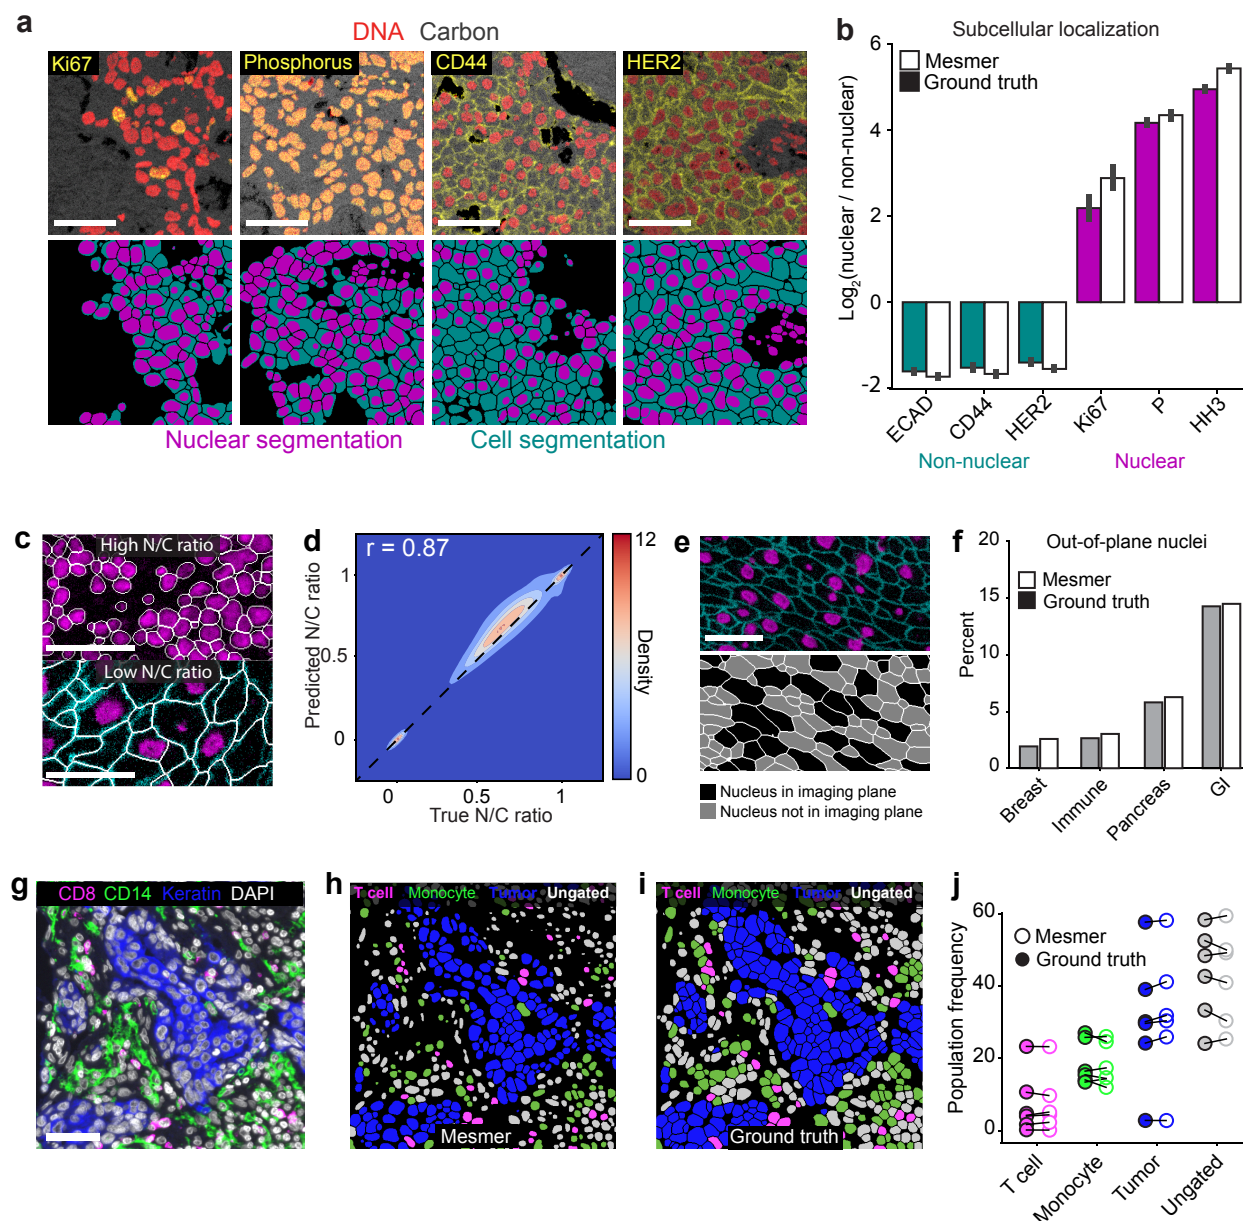 a
DNA Carbon
Ki67
Phosphorus
CD44
HER2
Nuclear segmentation
Cell segmentation
b
Subcellular localization
Mesmer
Ground truth
Log2(nuclear / non-nuclear)
6
4
2
0
−2
ECAD
CD44
HER2
Ki67
P
HH3
Non-nuclear
Nuclear
c
High N/C ratio
Low N/C ratio
d
r = 0.87
Predicted N/C ratio
1
0.5
0
0
0.5
1
True N/C ratio
12
Density
0
e
Nucleus in imaging plane
Nucleus not in imaging plane
f
Out-of-plane nuclei
Mesmer
Ground truth
Percent
20
15
10
5
0
Breast
Immune
Pancreas
GI
g
CD8 CD14 Keratin DAPI
h
T cell Monocyte Tumor Ungated
Mesmer
i
T cell Monocyte Tumor Ungated
Ground truth
j
Mesmer
Ground truth
Population frequency
60
40
20
0
T cell
Monocyte
Tumor
Ungated